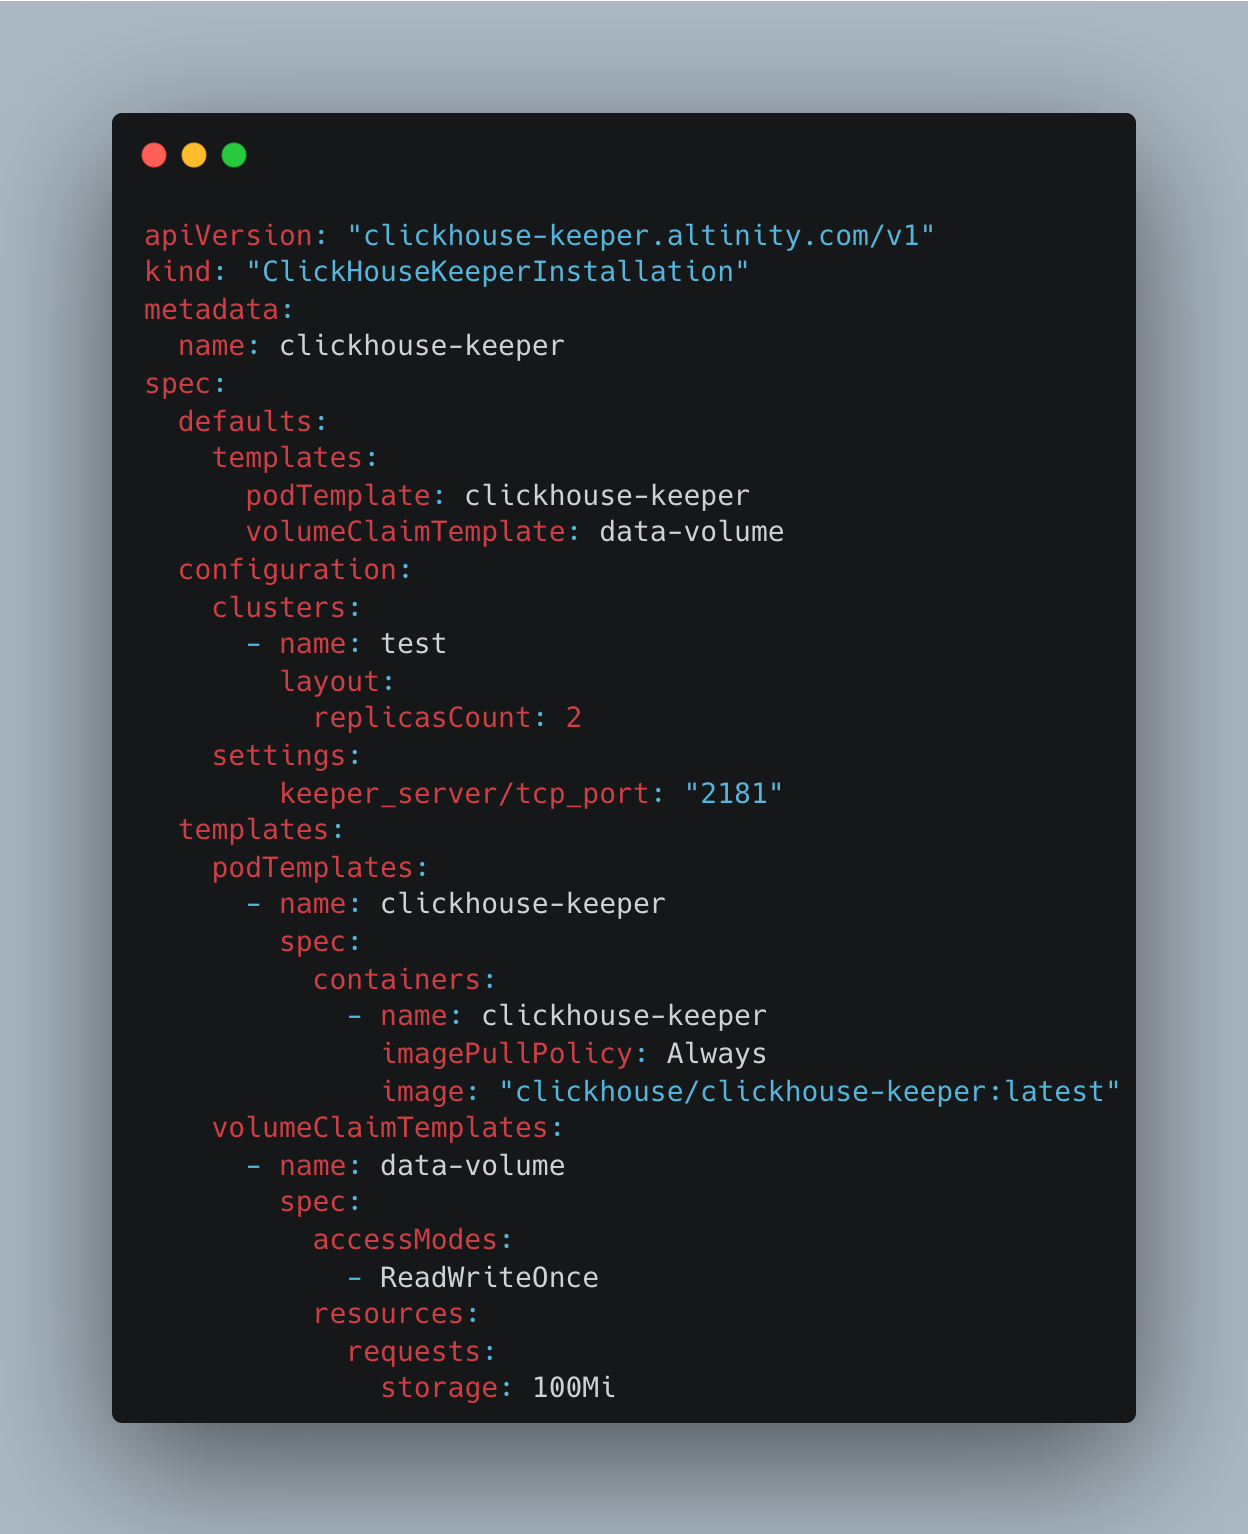 apiVersion: "clickhouse-keeper.altinity.com/v1"
kind: "ClickHouseKeeperInstallation"
metadata:
  name: clickhouse-keeper
spec:
  defaults:
    templates:
      podTemplate: clickhouse-keeper
      volumeClaimTemplate: data-volume
  configuration:
    clusters:
      - name: test
        layout:
          replicasCount: 2
    settings:
        keeper_server/tcp_port: "2181"
  templates:
    podTemplates:
      - name: clickhouse-keeper
        spec:
          containers:
            - name: clickhouse-keeper
              imagePullPolicy: Always
              image: "clickhouse/clickhouse-keeper:latest"
    volumeClaimTemplates:
      - name: data-volume
        spec:
          accessModes:
            - ReadWriteOnce
          resources:
            requests:
              storage: 100Mi